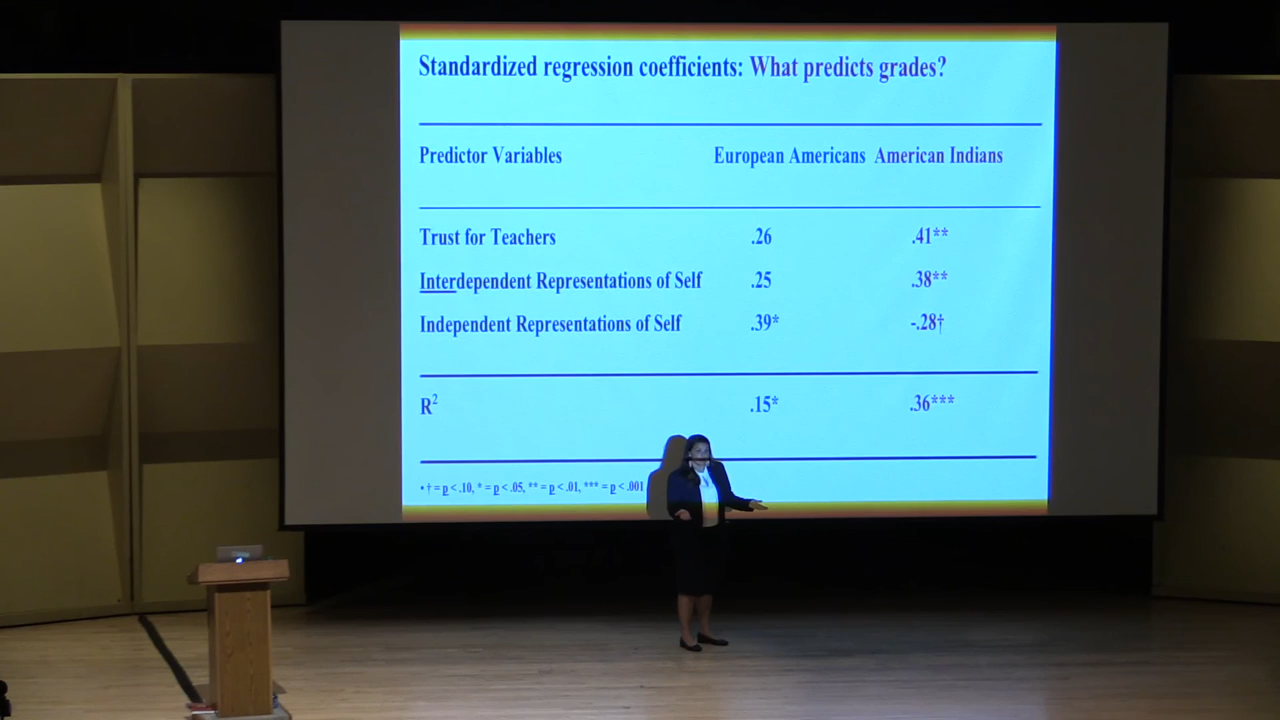 Standardized regression coefficients: What predicts grades?
Predictor Variables European Americans American Indians
Trust for Teachers .26 .41**
Interdependent Representations of Self .25 .38**
Independent Representations of Self .39* -.28†
R² .15* .36***
• † = p < .10, * = p < .05, ** = p < .01, *** = p < .001